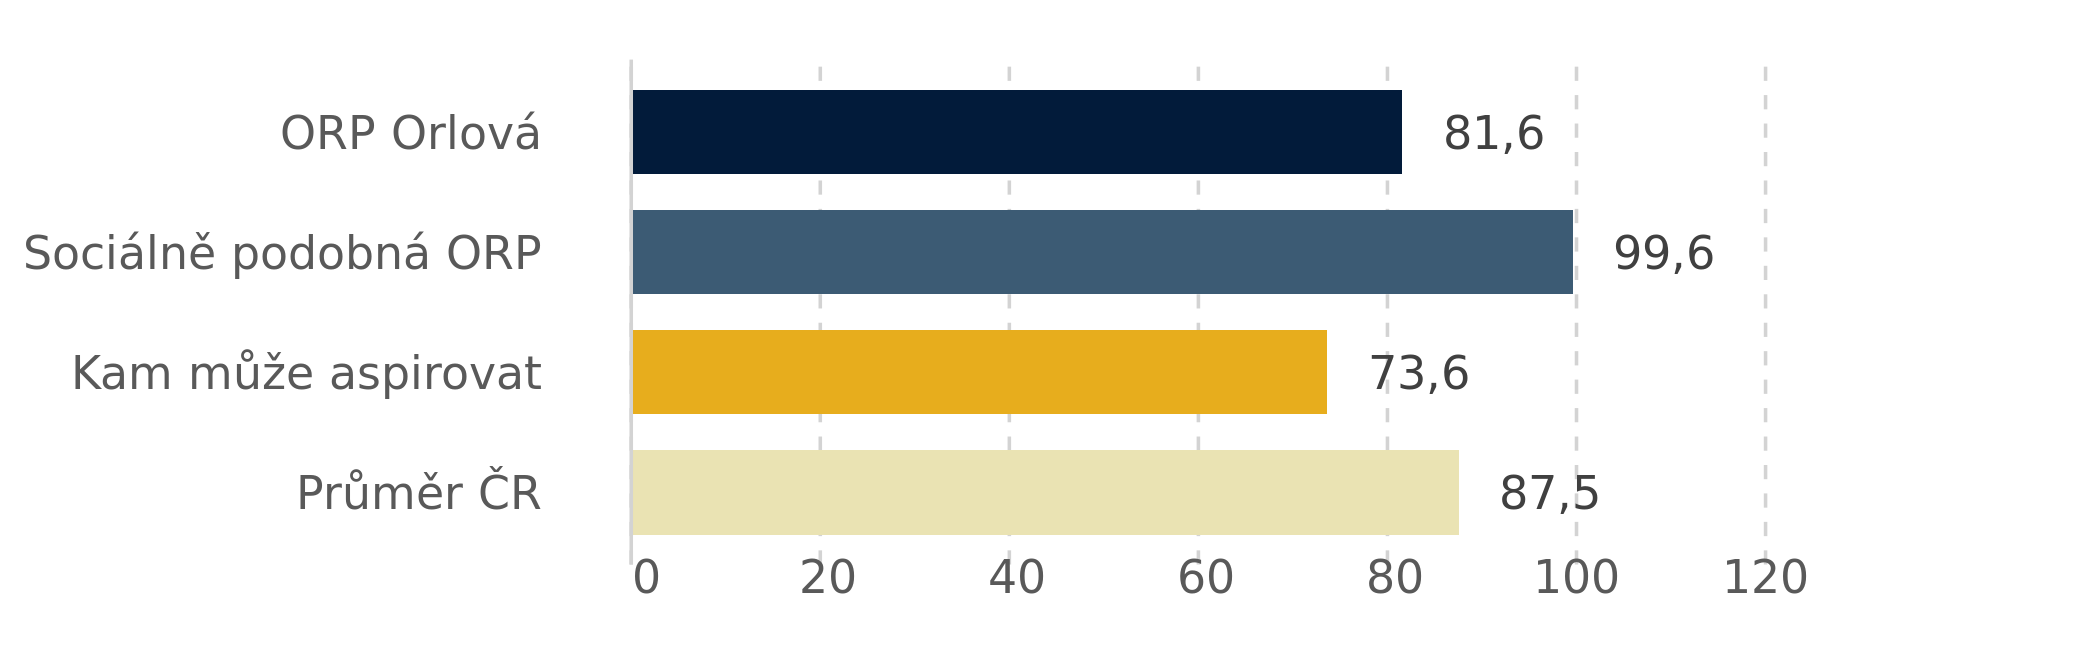 ORP Orlová 81,6
Sociálně podobná ORP 99,6
Kam může aspirovat 73,6
Průměr ČR 87,5
0 20 40 60 80 100 120